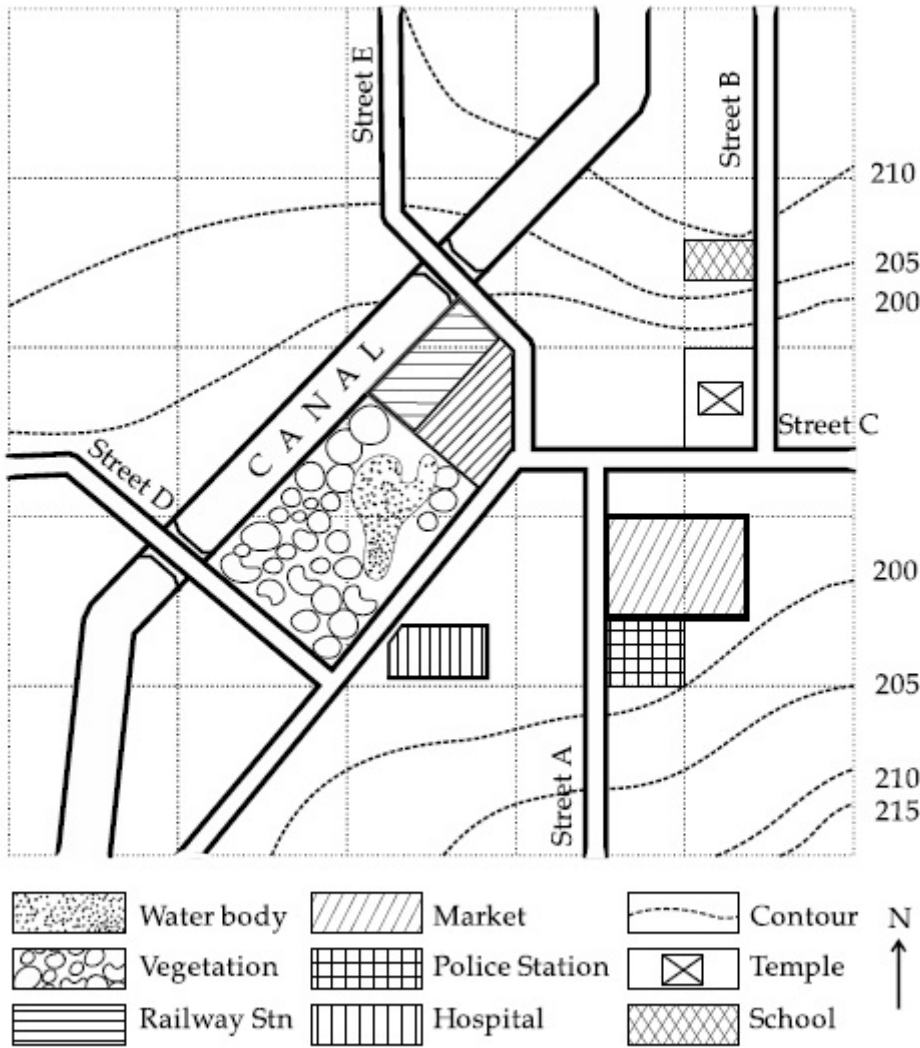 Street E
Street B
210
205
200
CANAL
Street C
Street D
200
205
Street A
210
215
Water body
Market
Contour
N
Vegetation
Police Station
Temple
Railway Stn
Hospital
School